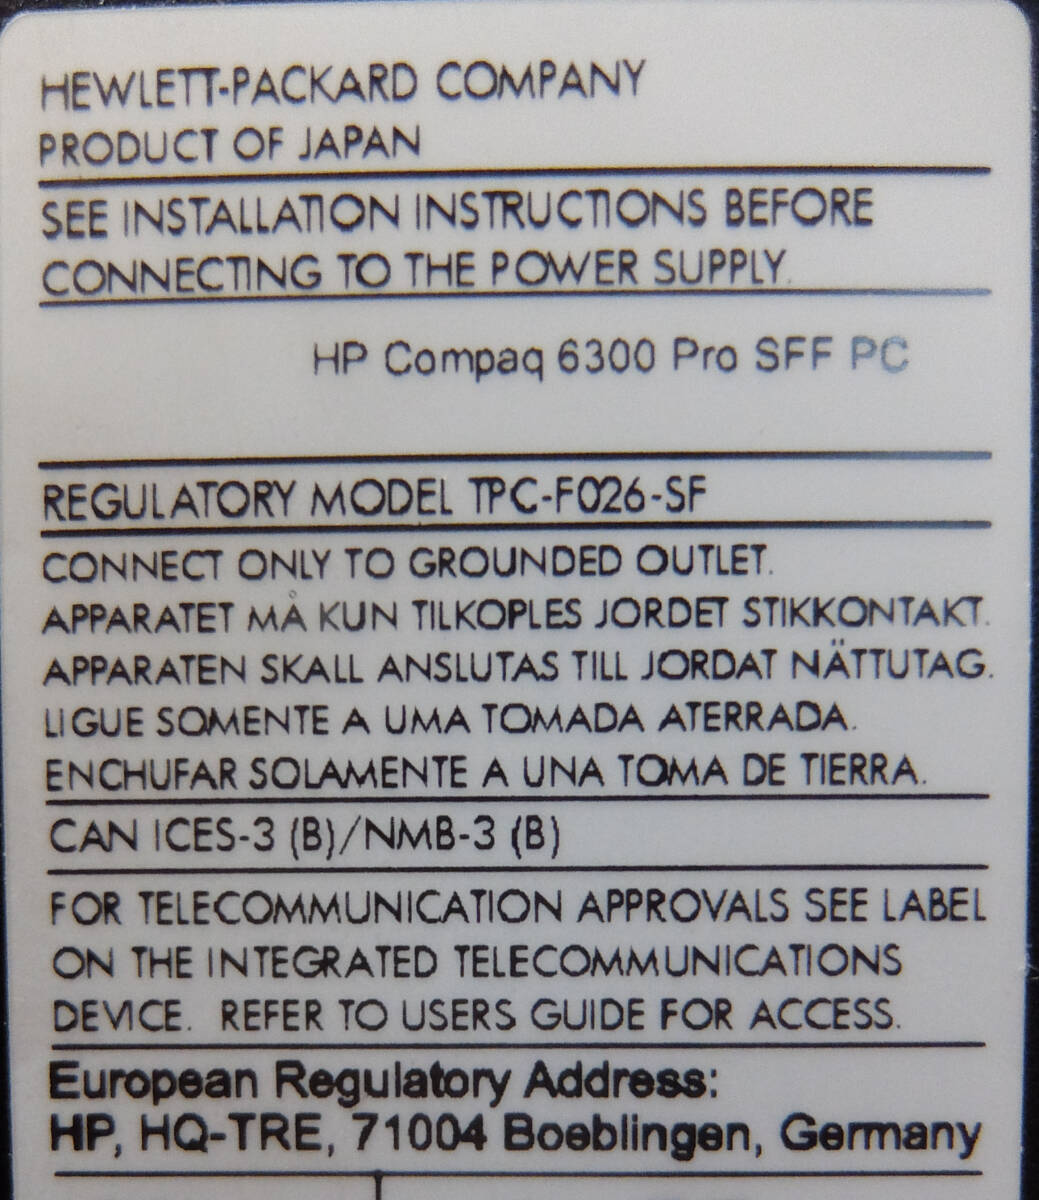 HEWLETT-PACKARD COMPANY
PRODUCT OF JAPAN
SEE INSTALLATION INSTRUCTIONS BEFORE
CONNECTING TO THE POWER SUPPLY.
HP Compaq 6300 Pro SFF PC
REGULATORY MODEL TPC-F026-SF
CONNECT ONLY TO GROUNDED OUTLET.
APPARATET MÅ KUN TILKOPLES JORDET STIKKONTAKT.
APPARATEN SKALL ANSLUTAS TILL JORDAT NÄTTUTAG.
LIGUE SOMENTE A UMA TOMADA ATERRADA.
ENCHUFAR SOLAMENTE A UNA TOMA DE TIERRA.
CAN ICES-3 (B)/NMB-3 (B)
FOR TELECOMMUNICATION APPROVALS SEE LABEL
ON THE INTEGRATED TELECOMMUNICATIONS
DEVICE. REFER TO USERS GUIDE FOR ACCESS.
European Regulatory Address:
HP, HQ-TRE, 71004 Boeblingen, Germany